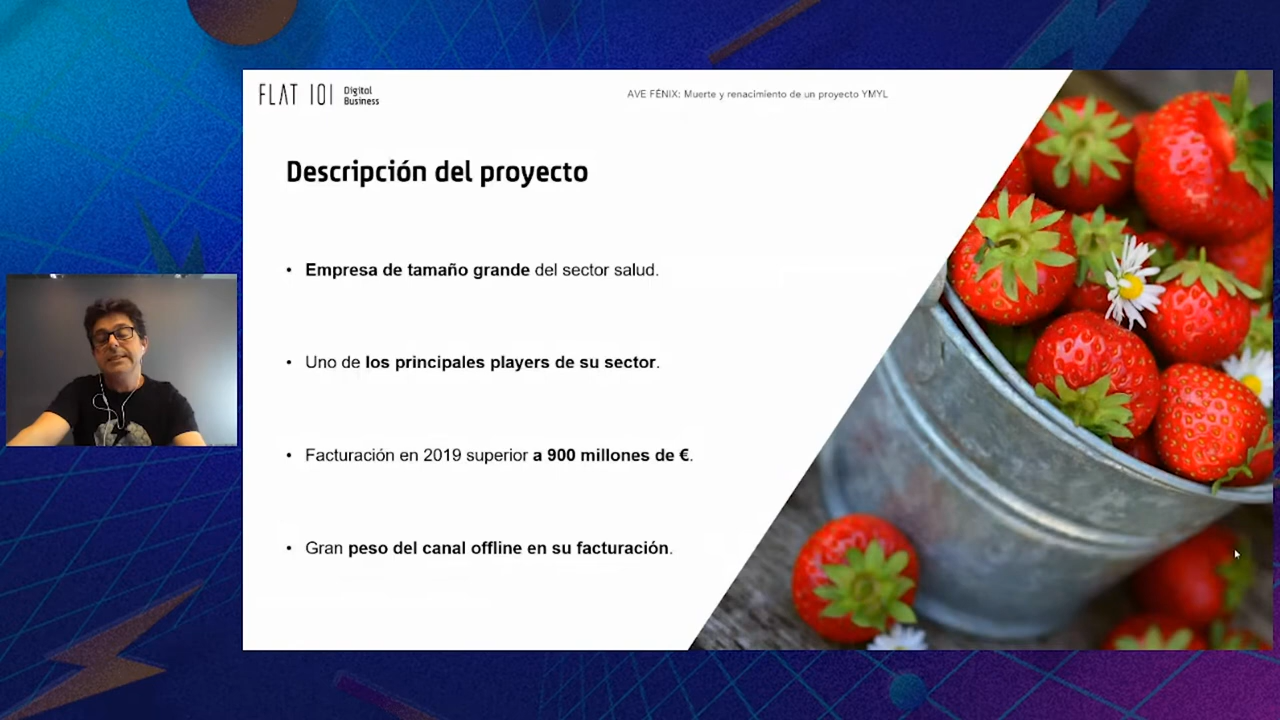 FLAT 101 Digital Business
AVE FÉNIX: Muerte y renacimiento de un proyecto YMYL
Descripción del proyecto
• Empresa de tamaño grande del sector salud.
• Uno de los principales players de su sector.
• Facturación en 2019 superior a 900 millones de €.
• Gran peso del canal offline en su facturación.